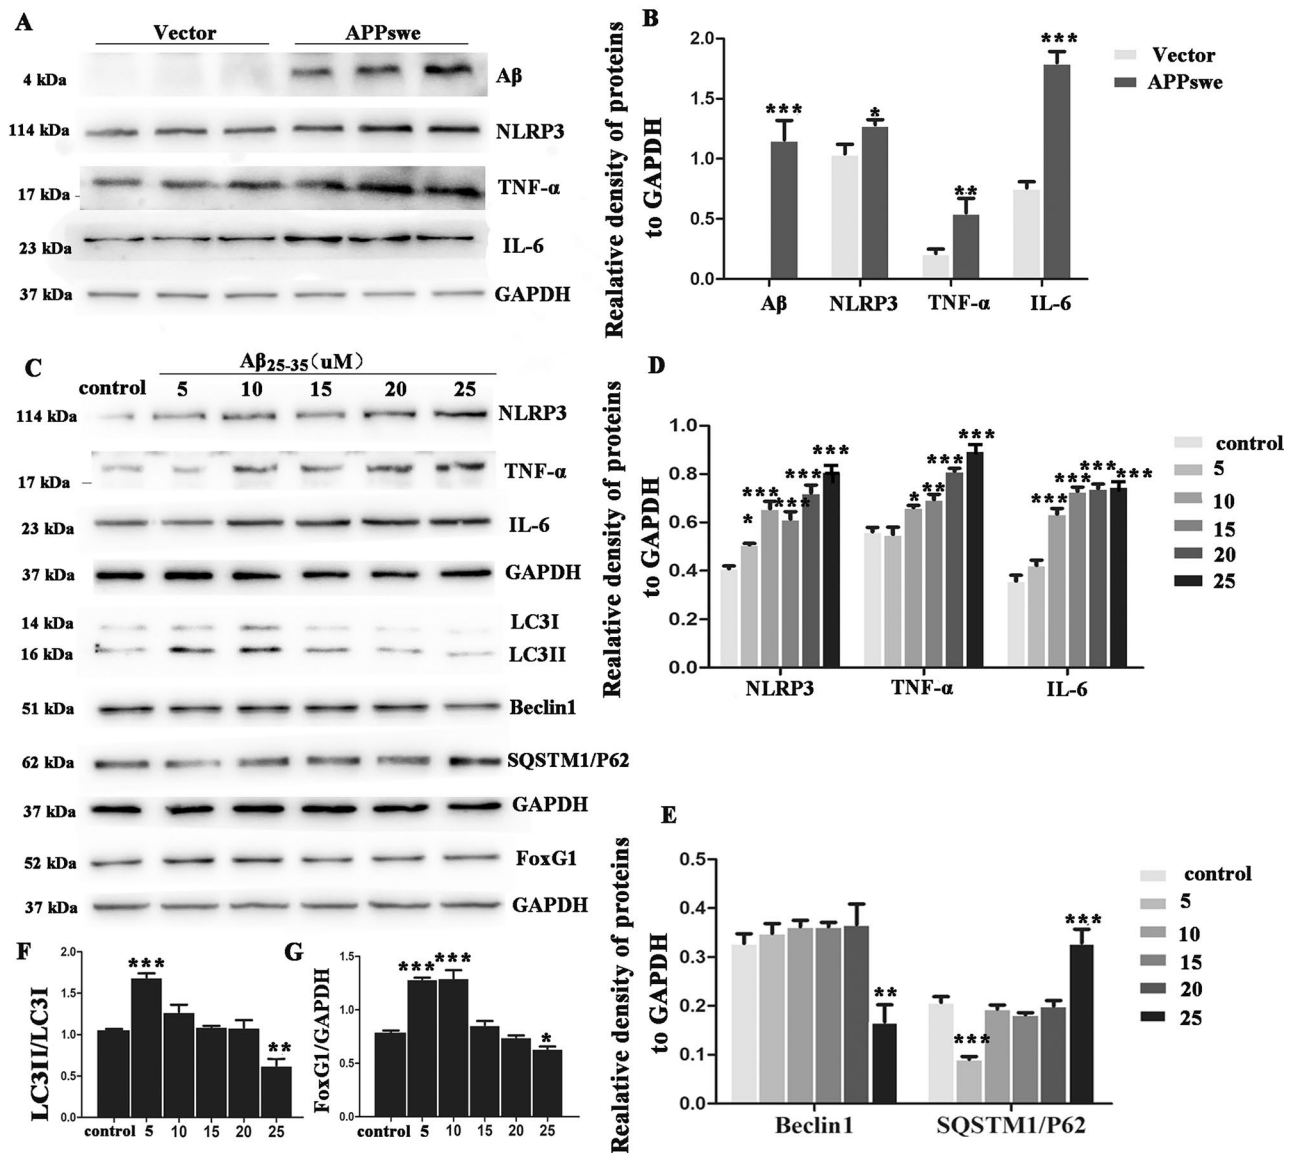 A
Vector APPswe
4 kDa Aβ
114 kDa NLRP3
17 kDa TNF-α
23 kDa IL-6
37 kDa GAPDH
B
Realative density of proteins
to GAPDH
2.0
1.5
1.0
0.5
0.0
*** * ** ***
Aβ NLRP3 TNF-α IL-6
Vector
APPswe
C
Aβ25-35(uM)
control 5 10 15 20 25
114 kDa NLRP3
17 kDa TNF-α
23 kDa IL-6
37 kDa GAPDH
14 kDa LC3I
16 kDa LC3II
51 kDa Beclin1
62 kDa SQSTM1/P62
37 kDa GAPDH
52 kDa FoxG1
37 kDa GAPDH
D
Realative density of proteins
to GAPDH
1.0
0.8
0.6
0.4
0.2
0.0
* *** *** *** ***
* ** *** ***
*** *** *** ***
NLRP3 TNF-α IL-6
control
5
10
15
20
25
E
Realative density of proteins
to GAPDH
0.5
0.4
0.3
0.2
0.1
0.0
** *** ***
Beclin1 SQSTM1/P62
control
5
10
15
20
25
F
LC3II/LC3I
2.0
1.5
1.0
0.5
0.0
*** **
control 5 10 15 20 25
G
FoxG1/GAPDH
1.5
1.0
0.5
0.0
*** *** *
control 5 10 15 20 25